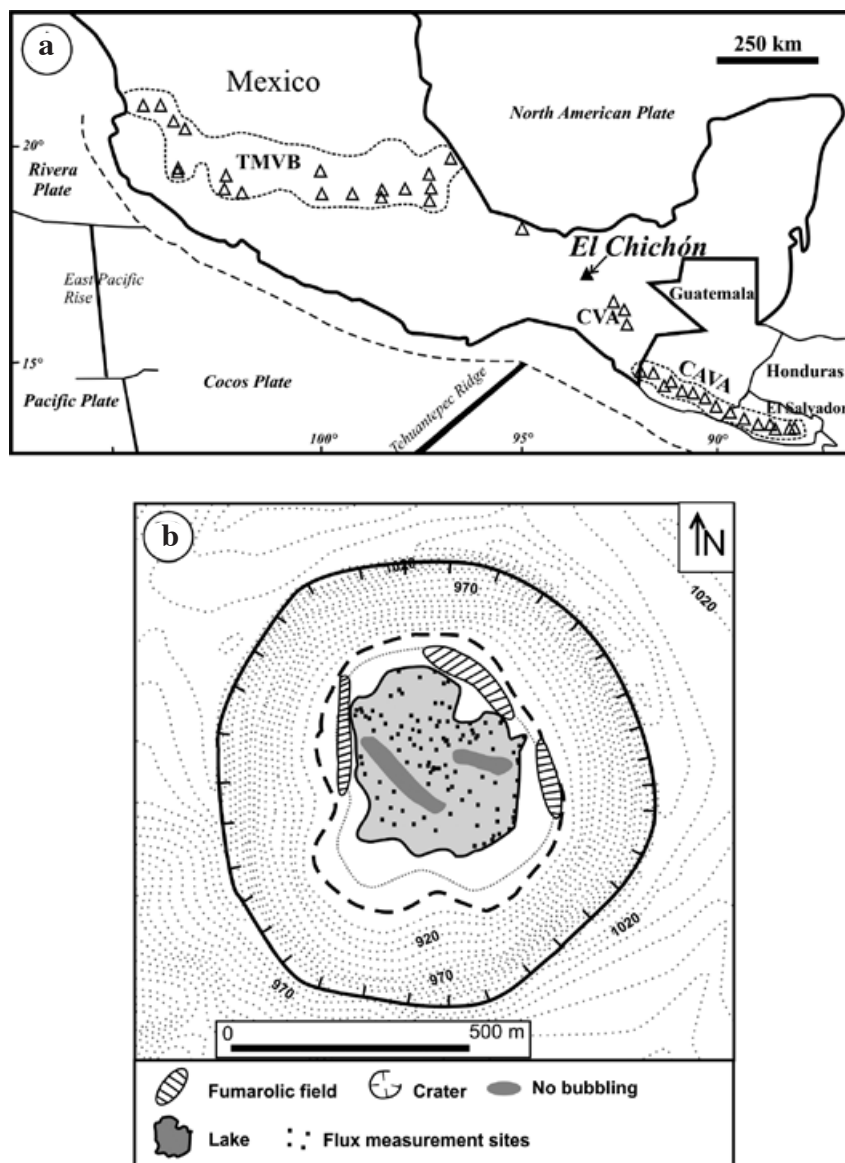 a
250 km
Mexico
North American Plate
20°
TMVB
Rivera
Plate
El Chichón
East Pacific
Rise
Guatemala
CVA
15°
CAVA
Honduras
Cocos Plate
Pacific Plate
Tehuantepec Ridge
El Salvador
100°
95°
90°
b
N
1020
970
1020
920
970
1020
970
0
500 m
Fumarolic field
Crater
No bubbling
Lake
Flux measurement sites